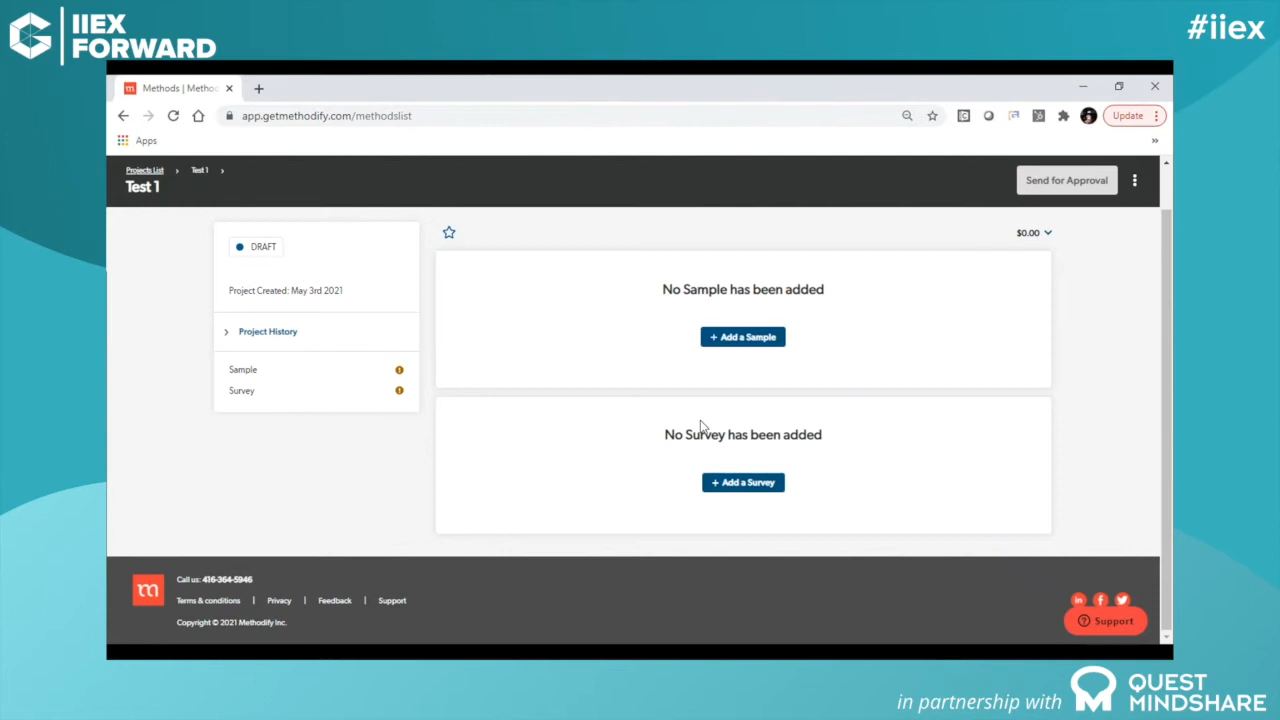 IIEX
FORWARD
#iiex
Methods | Metho
app.getmethodify.com/methodslist
Update
Apps
Projects List > Test 1 >
Test 1
Send for Approval
DRAFT
$0.00
Project Created: May 3rd 2021
No Sample has been added
Project History
+ Add a Sample
Sample
Survey
No Survey has been added
+ Add a Survey
Call us: 416-364-5946
Terms & conditions | Privacy | Feedback | Support
Copyright © 2021 Methodify Inc.
m
in f
Support
in partnership with
QUEST
MINDSHARE